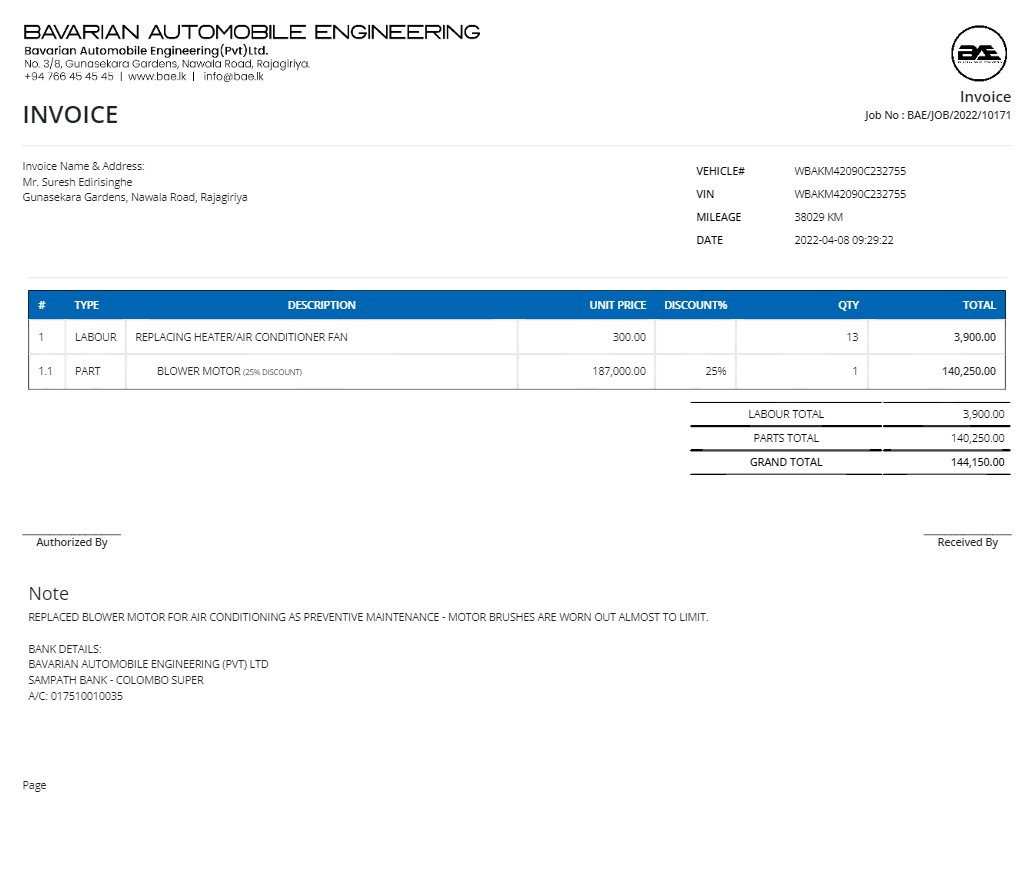 BAVARIAN AUTOMOBILE ENGINEERING
Bavarian Automobile Engineering(Pvt)Ltd.
No. 3/8, Gunasekara Gardens, Nawala Road, Rajagiriya.
+94 766 45 45 45 | www.bae.lk | info@bae.lk
BAE
Invoice
INVOICE
Job No : BAE/JOB/2022/10171
Invoice Name & Address:
Mr. Suresh Edirisinghe
Gunasekara Gardens, Nawala Road, Rajagiriya
VEHICLE# WBAKM42090C232755
VIN WBAKM42090C232755
MILEAGE 38029 KM
DATE 2022-04-08 09:29:22
# TYPE DESCRIPTION UNIT PRICE DISCOUNT% QTY TOTAL
1 LABOUR REPLACING HEATER/AIR CONDITIONER FAN 300.00 13 3,900.00
1.1 PART BLOWER MOTOR (25% DISCOUNT) 187,000.00 25% 1 140,250.00
LABOUR TOTAL 3,900.00
PARTS TOTAL 140,250.00
GRAND TOTAL 144,150.00
Authorized By Received By
Note
REPLACED BLOWER MOTOR FOR AIR CONDITIONING AS PREVENTIVE MAINTENANCE - MOTOR BRUSHES ARE WORN OUT ALMOST TO LIMIT.
BANK DETAILS:
BAVARIAN AUTOMOBILE ENGINEERING (PVT) LTD
SAMPATH BANK - COLOMBO SUPER
A/C: 017510010035
Page